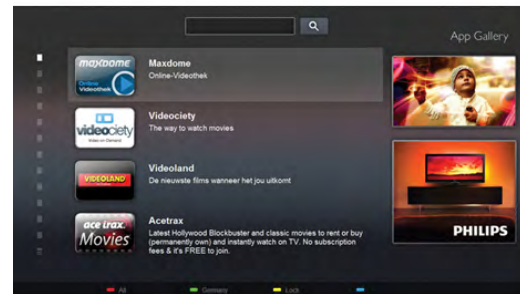 App Gallery
maxdome
Online
Videothek
Maxdome
Online-Videothek
videociety
Video-on-Demand
Videociety
The way to watch movies
VIDEOLAND
Videoland
De nieuwste films wanneer het jou uitkomt
ace trax.
Movies
Acetrax
Latest Hollywood Blockbuster and classic movies to rent or buy
(permanently own) and instantly watch on TV. No subscription
fees & it's FREE to join.
PHILIPS
All
Germany
Lock